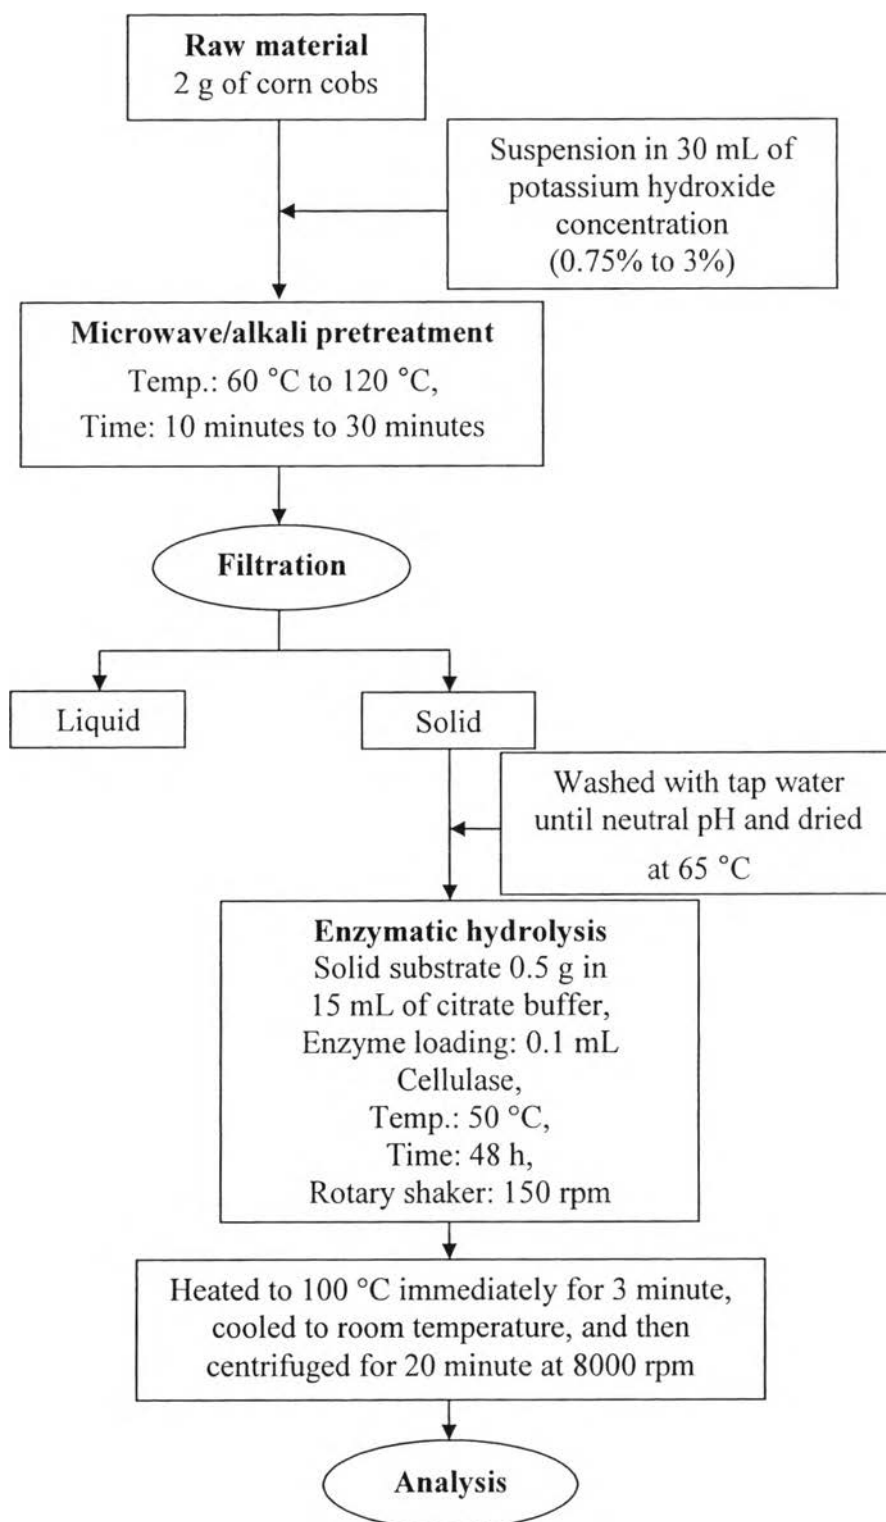 Raw material
2 g of corn cobs
Suspension in 30 mL of
potassium hydroxide
concentration
(0.75% to 3%)
Microwave/alkali pretreatment
Temp.: 60 °C to 120 °C,
Time: 10 minutes to 30 minutes
Filtration
Liquid
Solid
Washed with tap water
until neutral pH and dried
at 65 °C
Enzymatic hydrolysis
Solid substrate 0.5 g in
15 mL of citrate buffer,
Enzyme loading: 0.1 mL
Cellulase,
Temp.: 50 °C,
Time: 48 h,
Rotary shaker: 150 rpm
Heated to 100 °C immediately for 3 minute,
cooled to room temperature, and then
centrifuged for 20 minute at 8000 rpm
Analysis